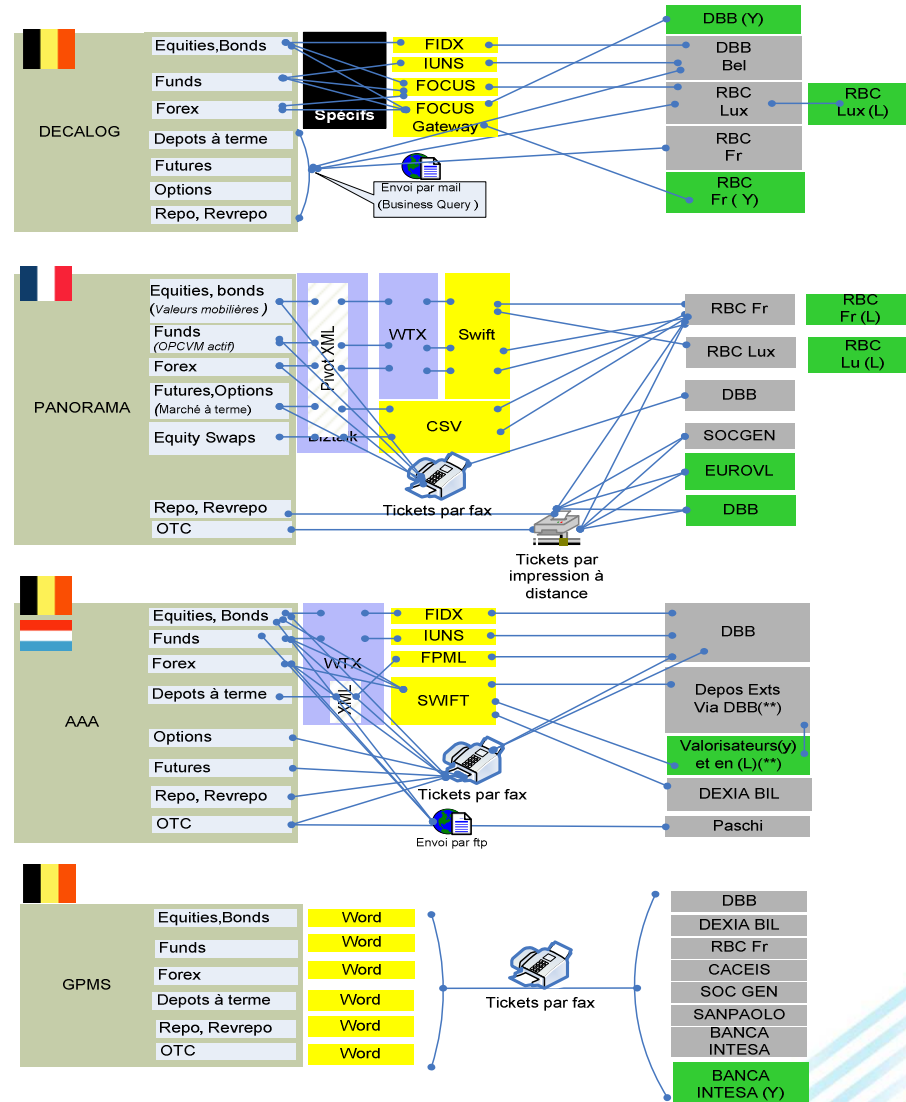 DECALOG
Equities,Bonds
Funds
Forex
Depots à terme
Futures
Options
Repo, Revrepo
Spécifs
FIDX
IUNS
FOCUS
FOCUS
Gateway
Envoi par mail
(Business Query )
DBB (Y)
DBB
Bel
RBC
Lux
RBC
Lux (L)
RBC
Fr
RBC
Fr ( Y)
PANORAMA
Equities, bonds
(Valeurs mobilières )
Funds
(OPCVM actif)
Forex
Futures,Options
(Marché à terme)
Equity Swaps
Repo, Revrepo
OTC
Pivot XML
Biztalk
WTX
Swift
CSV
Tickets par fax
Tickets par
impression à
distance
RBC Fr
RBC
Fr (L)
RBC Lux
RBC
Lu (L)
DBB
SOCGEN
EUROVL
DBB
AAA
Equities, Bonds
Funds
Forex
Depots à terme
Options
Futures
Repo, Revrepo
OTC
WTX
XML
FIDX
IUNS
FPML
SWIFT
Tickets par fax
Envoi par ftp
DBB
Depos Exts
Via DBB(**)
Valorisateurs(y)
et en (L)(**)
DEXIA BIL
Paschi
GPMS
Equities,Bonds
Funds
Forex
Depots à terme
Repo, Revrepo
OTC
Word
Word
Word
Word
Word
Word
Tickets par fax
DBB
DEXIA BIL
RBC Fr
CACEIS
SOC GEN
SANPAOLO
BANCA
INTESA
BANCA
INTESA (Y)